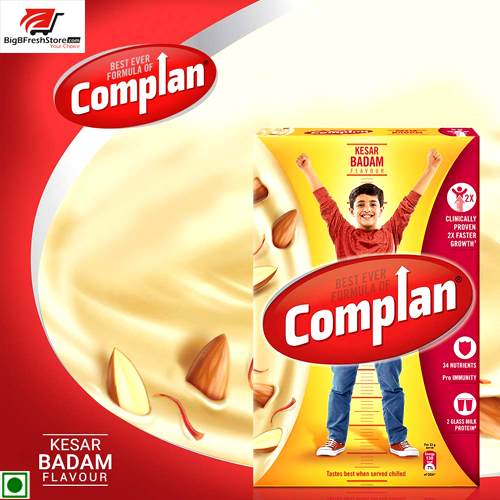 BigBFreshStore.com
Your Choice
BEST EVER
FORMULA OF
Complan®
KESAR
BADAM
FLAVOUR
2X
CLINICALLY
PROVEN
2X FASTER
GROWTH
BEST EVER
FORMULA OF
Complan®
34 NUTRIENTS
Pro IMMUNITY
2 GLASS MILK
PROTEIN
Tastes best when served chilled
Energy
7%
KESAR
BADAM
FLAVOUR